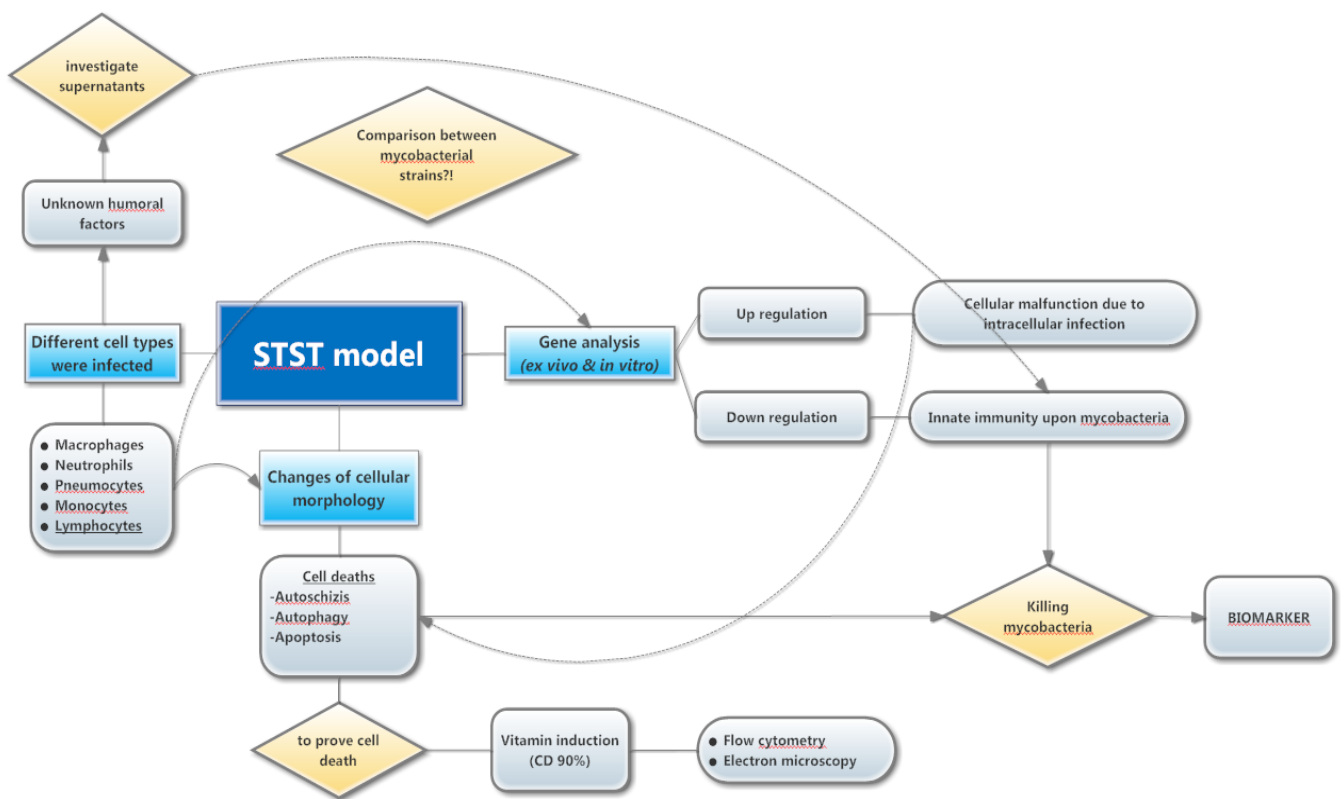 investigate
supernatants
Comparison between
mycobacterial
strains?!
Unknown humoral
factors
Different cell types
were infected
STST model
Gene analysis
(ex vivo & in vitro)
Up regulation
Cellular malfunction due to
intracellular infection
Down regulation
Innate immunity upon mycobacteria
● Macrophages
● Neutrophils
● Pneumocytes
● Monocytes
● Lymphocytes
Changes of cellular
morphology
Cell deaths
-Autoschizis
-Autophagy
-Apoptosis
Killing
mycobacteria
BIOMARKER
to prove cell
death
Vitamin induction
(CD 90%)
● Flow cytometry
● Electron microscopy